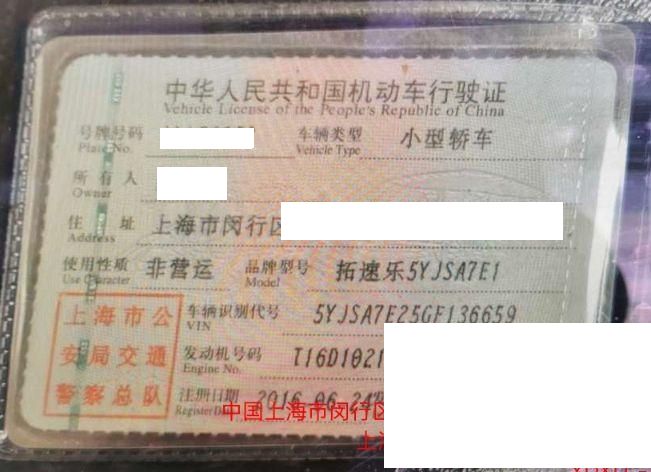 中华人民共和国机动车行驶证
Vehicle License of the People's Republic of China
号牌号码 车辆类型 小型轿车
Plate No. Vehicle Type
所有人
Owner
住址 上海市闵行区
Address
使用性质 非营运 品牌型号 拓速乐5YJSA7E1
Use Character Model
上海市公 车辆识别代号 5YJSA7E25GF136659
VIN
安局交通 发动机号码 T16D1021
Engine No.
警察总队 注册日期 2016.06.24
Register Date
中国上海市闵行区
上